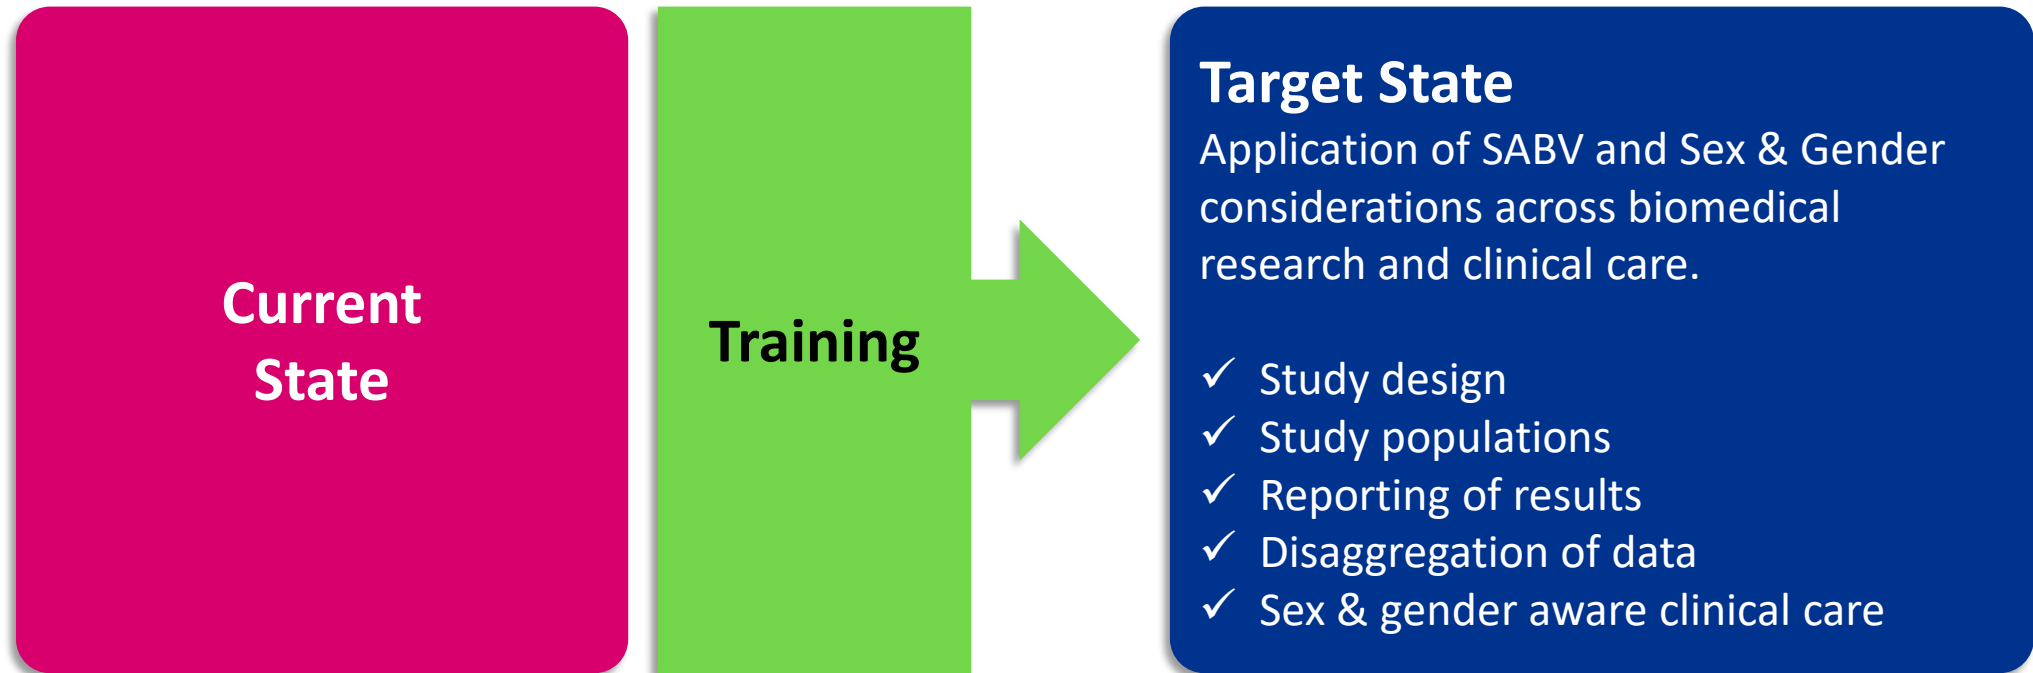 Current
State
Training
Target State
Application of SABV and Sex & Gender
considerations across biomedical
research and clinical care.
✓ Study design
✓ Study populations
✓ Reporting of results
✓ Disaggregation of data
✓ Sex & gender aware clinical care